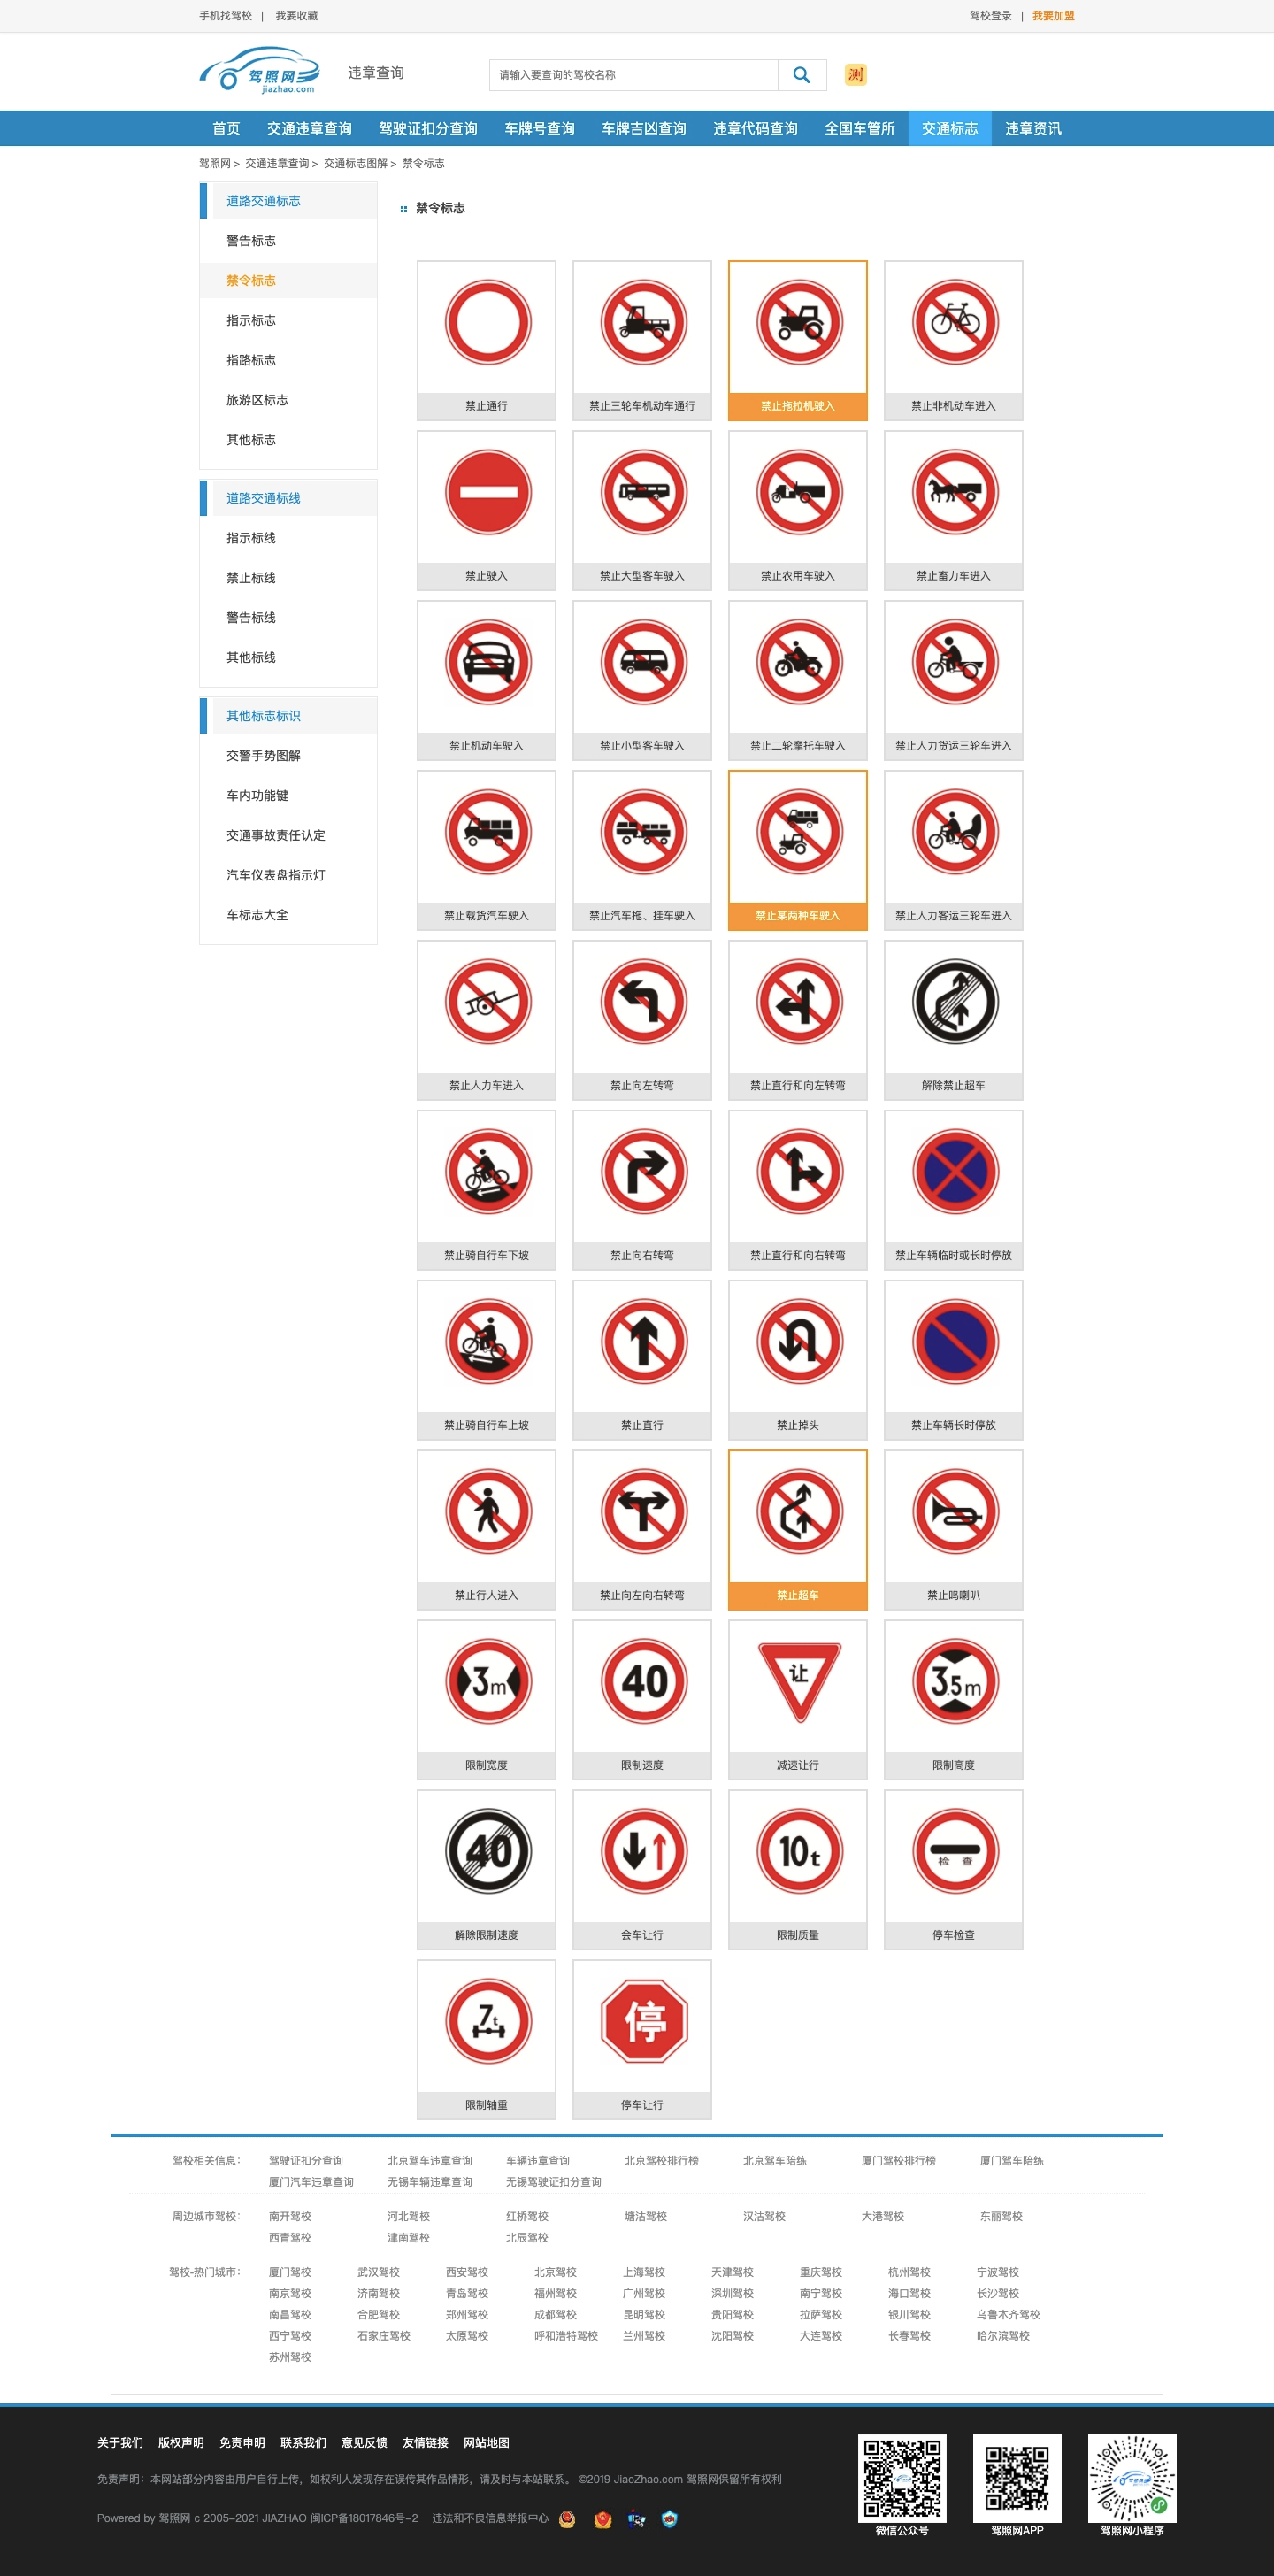 手机找驾校 | 我要收藏
驾校登录 | 我要加盟
驾照网
jiazhao.com
违章查询
请输入要查询的驾校名称
测
首页 交通违章查询 驾驶证扣分查询 车牌号查询 车牌吉凶查询 违章代码查询 全国车管所 交通标志 违章资讯
驾照网 > 交通违章查询 > 交通标志图解 > 禁令标志
道路交通标志
警告标志
禁令标志
指示标志
指路标志
旅游区标志
其他标志
道路交通标线
指示标线
禁止标线
警告标线
其他标线
其他标志标识
交警手势图解
车内功能键
交通事故责任认定
汽车仪表盘指示灯
车标志大全
禁令标志
禁止通行 禁止三轮车机动车通行 禁止拖拉机驶入 禁止非机动车进入
禁止驶入 禁止大型客车驶入 禁止农用车驶入 禁止畜力车进入
禁止机动车驶入 禁止小型客车驶入 禁止二轮摩托车驶入 禁止人力货运三轮车进入
禁止载货汽车驶入 禁止汽车拖、挂车驶入 禁止某两种车驶入 禁止人力客运三轮车进入
禁止人力车进入 禁止向左转弯 禁止直行和向左转弯 解除禁止超车
禁止骑自行车下坡 禁止向右转弯 禁止直行和向右转弯 禁止车辆临时或长时停放
禁止骑自行车上坡 禁止直行 禁止掉头 禁止车辆长时停放
禁止行人进入 禁止向左向右转弯 禁止超车 禁止鸣喇叭
3m 40 让 3.5m
限制宽度 限制速度 减速让行 限制高度
40 10t 检 查
解除限制速度 会车让行 限制质量 停车检查
7t 停
限制轴重 停车让行
驾校相关信息： 驾驶证扣分查询 北京驾车违章查询 车辆违章查询 北京驾校排行榜 北京驾车陪练 厦门驾校排行榜 厦门驾车陪练
厦门汽车违章查询 无锡车辆违章查询 无锡驾驶证扣分查询
周边城市驾校： 南开驾校 河北驾校 红桥驾校 塘沽驾校 汉沽驾校 大港驾校 东丽驾校
西青驾校 津南驾校 北辰驾校
驾校-热门城市： 厦门驾校 武汉驾校 西安驾校 北京驾校 上海驾校 天津驾校 重庆驾校 杭州驾校 宁波驾校
南京驾校 济南驾校 青岛驾校 福州驾校 广州驾校 深圳驾校 南宁驾校 海口驾校 长沙驾校
南昌驾校 合肥驾校 郑州驾校 成都驾校 昆明驾校 贵阳驾校 拉萨驾校 银川驾校 乌鲁木齐驾校
西宁驾校 石家庄驾校 太原驾校 呼和浩特驾校 兰州驾校 沈阳驾校 大连驾校 长春驾校 哈尔滨驾校
苏州驾校
关于我们 版权声明 免责申明 联系我们 意见反馈 友情链接 网站地图
免责声明：本网站部分内容由用户自行上传，如权利人发现存在误传其作品情形，请及时与本站联系。 ©2019 JiaoZhao.com 驾照网保留所有权利
Powered by 驾照网 c 2005-2021 JIAZHAO 闽ICP备18017846号-2 违法和不良信息举报中心
微信公众号 驾照网APP 驾照网小程序